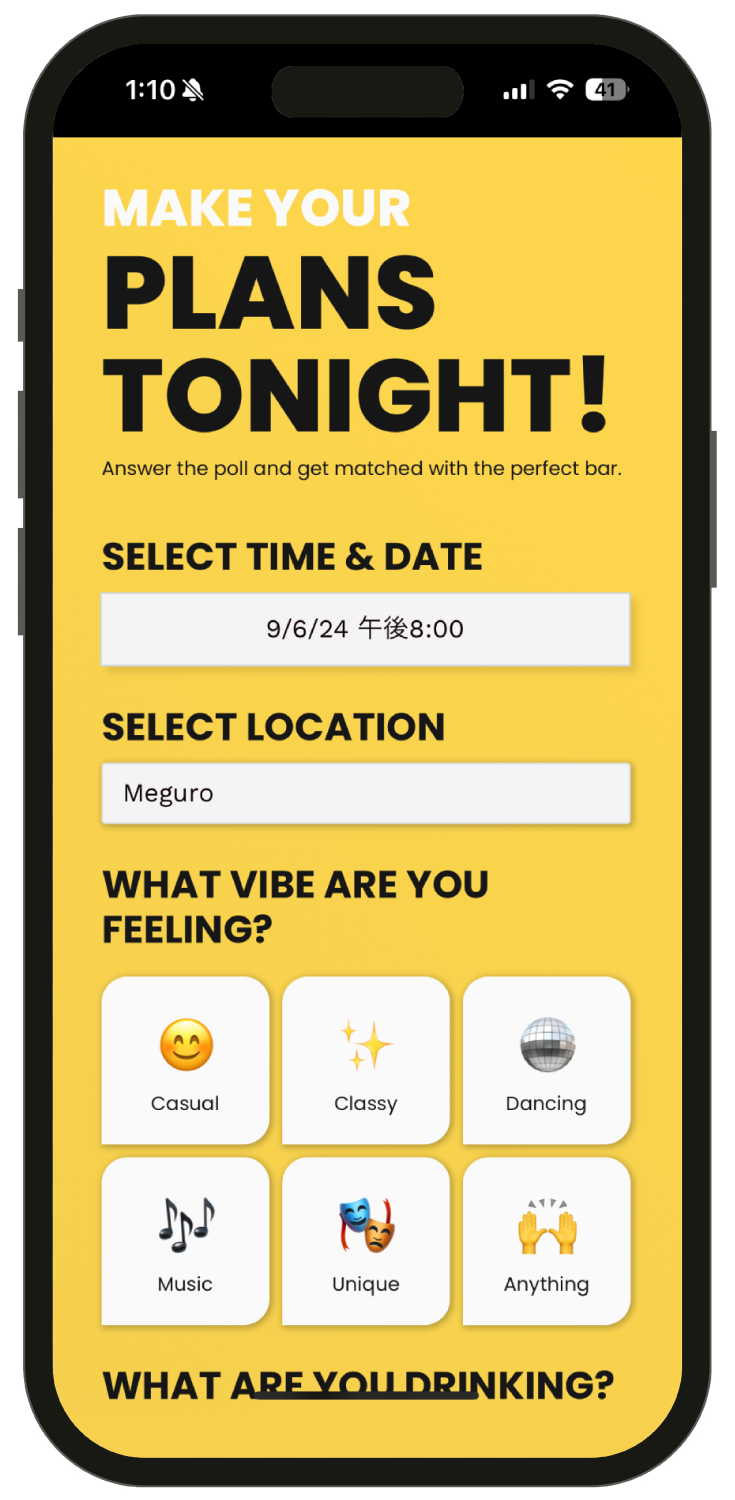 1:10
41
MAKE YOUR
PLANS
TONIGHT!
Answer the poll and get matched with the perfect bar.
SELECT TIME & DATE
9/6/24 午後8:00
SELECT LOCATION
Meguro
WHAT VIBE ARE YOU
FEELING?
Casual
Classy
Dancing
Music
Unique
Anything
WHAT ARE YOU DRINKING?